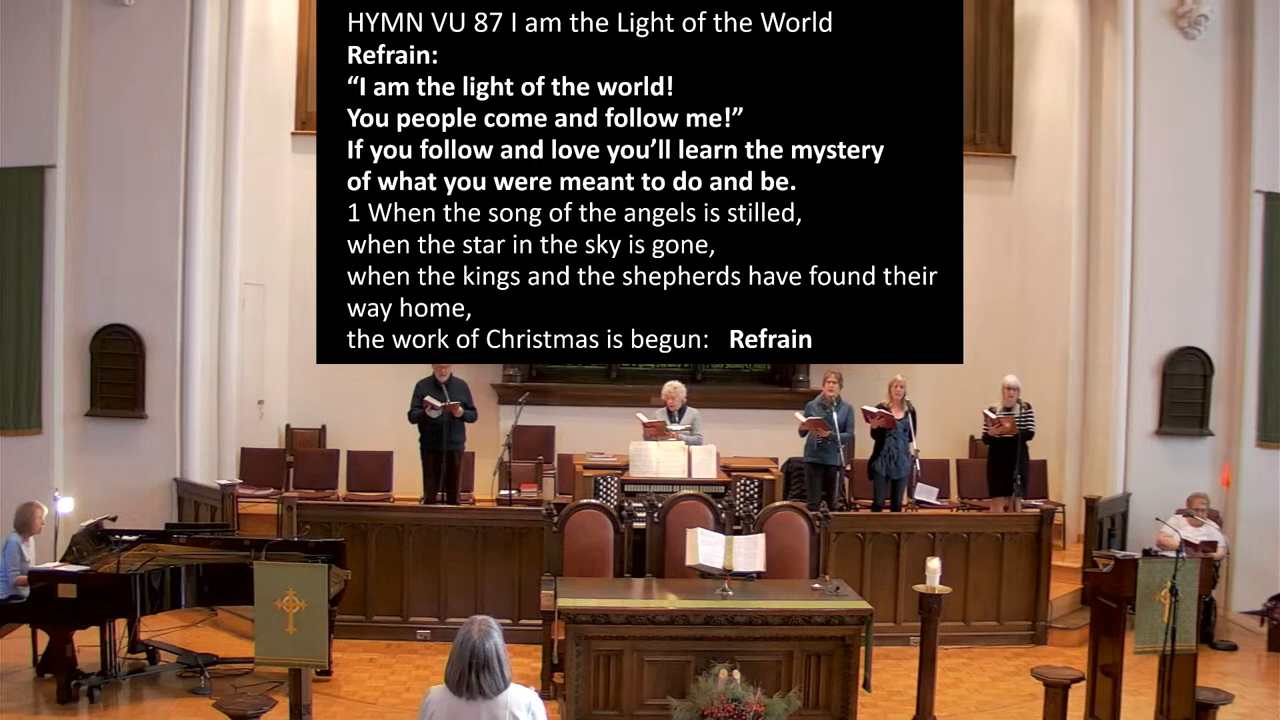 HYMN VU 87 I am the Light of the World
Refrain:
“I am the light of the world!
You people come and follow me!”
If you follow and love you’ll learn the mystery
of what you were meant to do and be.
1 When the song of the angels is stilled,
when the star in the sky is gone,
when the kings and the shepherds have found their
way home,
the work of Christmas is begun:   Refrain